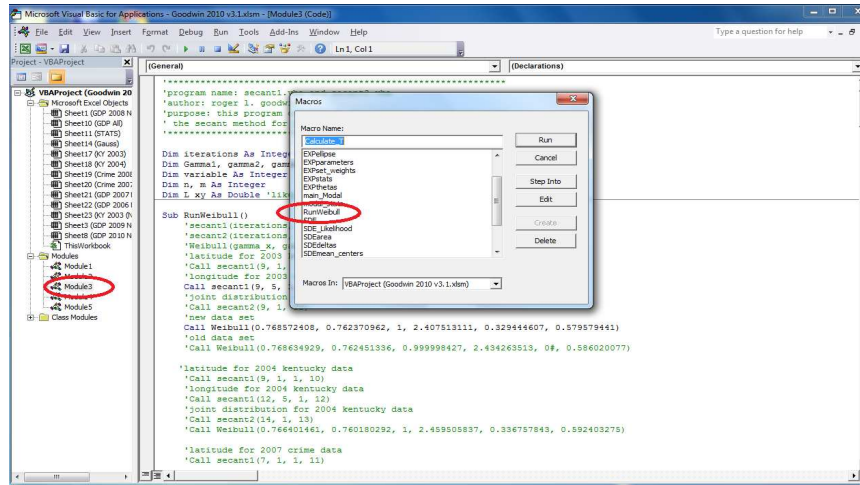 Microsoft Visual Basic for Applications - Goodwin 2010 v3.1.xlsm - [Module3 (Code)]
File Edit View Insert Format Debug Run Tools Add-Ins Window Help
Type a question for help
Ln 1, Col 1
Project - VBAProject
(General)
(Declarations)
VBAProject (Goodwin 20
Microsoft Excel Objects
Sheet1 (GDP 2008 N
Sheet10 (GDP All)
Sheet11 (STATS)
Sheet14 (Gauss)
Sheet17 (KY 2003)
Sheet18 (KY 2004)
Sheet19 (Crime 2008
Sheet20 (Crime 2007
Sheet21 (GDP 2007
Sheet22 (GDP 2006
Sheet23 (KY 2003 (N
Sheet3 (GDP 2009 N
Sheet8 (GDP 2010 N
ThisWorkbook
Modules
Module1
Module3
Module5
Class Modules
'program name: secant1
'author: roger l. goodw
'purpose: this program
' the secant method for
Dim iterations As Integ
Dim Gamma1, gamma2, gam
Dim variable As Integer
Dim n, m As Integer
Dim L_xy As Double 'lik
Sub RunWeibull()
'secant1(iterations
'secant2(iterations
'Weibull(gamma_x, g
'latitude for 2003
'Call secant1(9, 1,
'longitude for 2003
Call secant1(9, 5,
'joint distribution
'Call secant2(9, 1,
'new data set
Call Weibull(0.768572408, 0.762370962, 1, 2.407513111, 0.329444607, 0.579579441)
'old data set
'Call Weibull(0.768634929, 0.762451336, 0.999998427, 2.434263513, 0#, 0.586020077)
'latitude for 2004 kentucky data
'Call secant1(9, 1, 1, 10)
'longitude for 2004 kentucky data
'Call secant1(12, 5, 1, 12)
'joint distribution for 2004 kentucky data
'Call secant2(14, 1, 13)
'Call Weibull(0.766401461, 0.760180292, 1, 2.459505837, 0.336757843, 0.592403275)
'latitude for 2007 crime data
'Call secant1(7, 1, 1, 11)
Macros
Macro Name:
Calculate_T
EXPellipse
EXPparameters
EXPset_weights
EXPstats
EXPthetas
main_Modal
RunWeibull
SDE
SDE_Likelihood
SDEarea
SDEdeltas
SDEmean_centers
Run
Cancel
Step Into
Edit
Create
Delete
Macros In: VBAProject (Goodwin 2010 v3.1.xlsm)